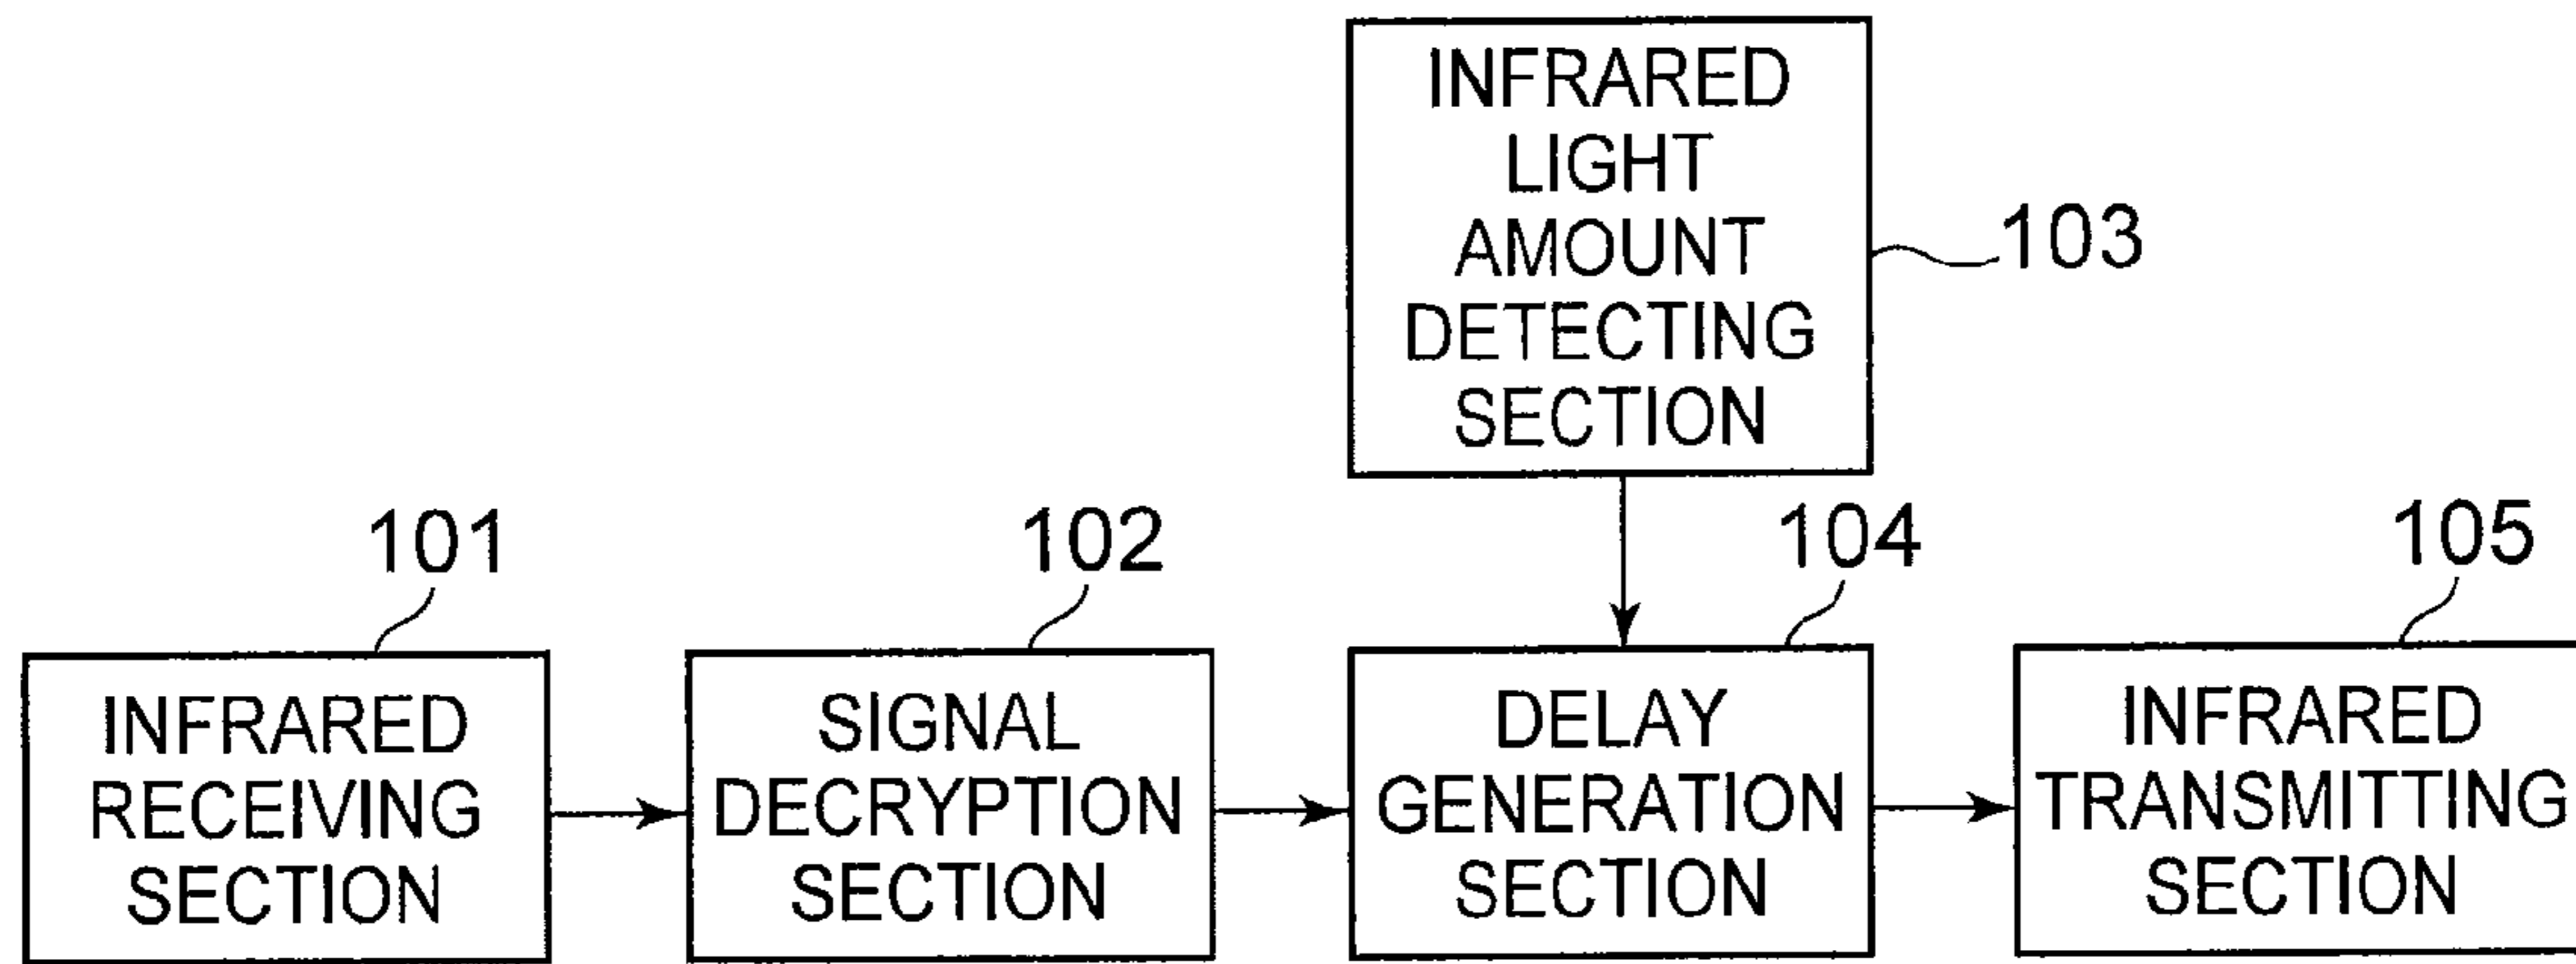 INFRARED
LIGHT
AMOUNT
DETECTING
SECTION
103
101
INFRARED
RECEIVING
SECTION
102
SIGNAL
DECRYPTION
SECTION
104
DELAY
GENERATION
SECTION
105
INFRARED
TRANSMITTING
SECTION